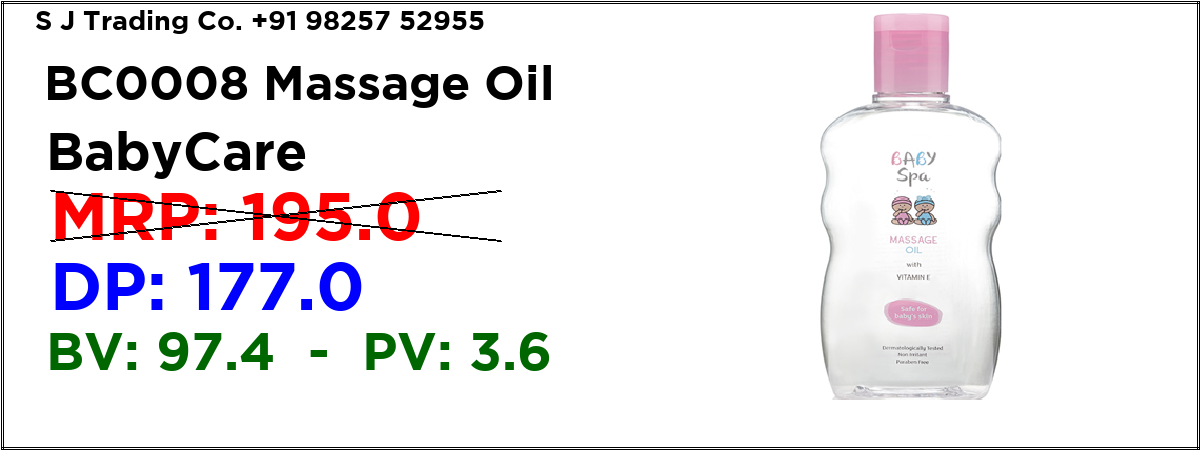 S J Trading Co. +91 98257 52955
BC0008 Massage Oil
BabyCare
MRP: 195.0
DP: 177.0
BV: 97.4 - PV: 3.6
BABY
Spa
MASSAGE
OIL
with
VITAMIN E
Safe for
baby's skin
Dermatologically Tested
Non Irritant
Paraben Free